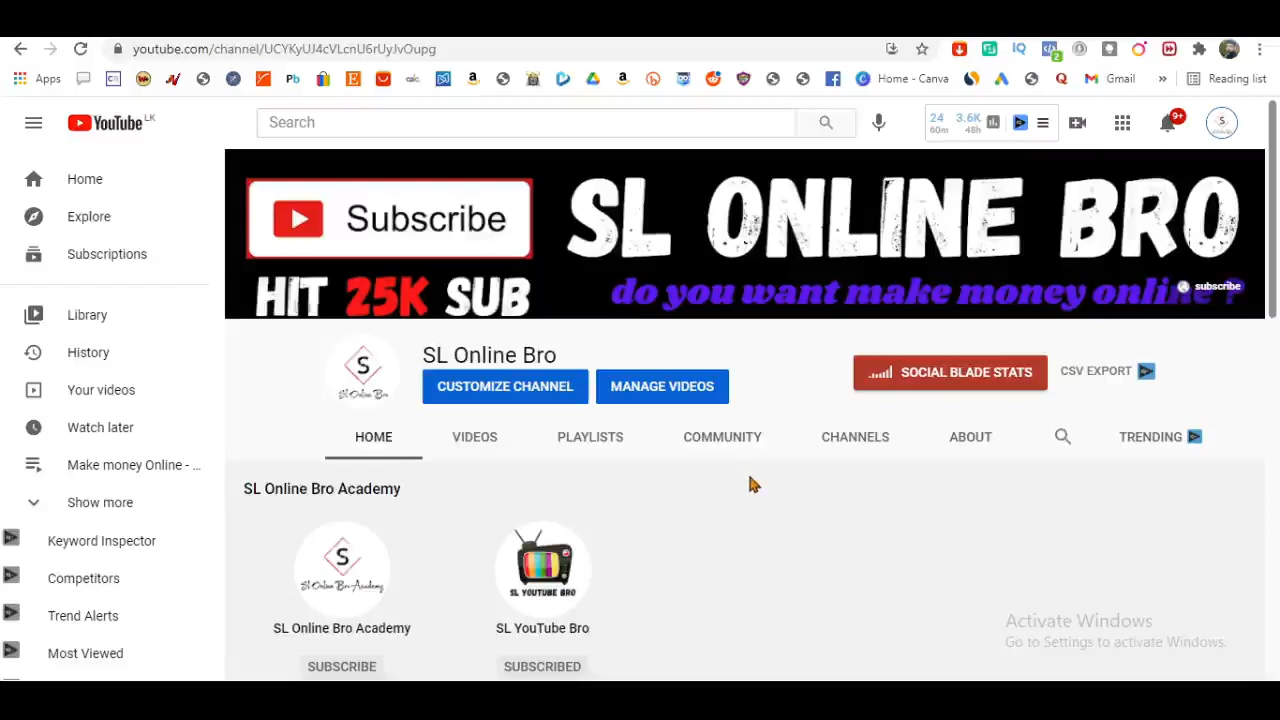 youtube.com/channel/UCYKyUJ4cVLcnU6rUyJvOupg
Apps
Pb
Home - Canva
Gmail
»
Reading list
YouTube LK
Search
24 3.6K
60m 48h
9+
Home
Explore
Subscriptions
Library
History
Your videos
Watch later
Make money Online - ...
Show more
Keyword Inspector
Competitors
Trend Alerts
Most Viewed
Subscribe
SL ONLINE BRO
HIT 25K SUB
do you want make money online ?
subscribe
S
SL Online Bro
SL Online Bro
CUSTOMIZE CHANNEL
MANAGE VIDEOS
SOCIAL BLADE STATS
CSV EXPORT
HOME
VIDEOS
PLAYLISTS
COMMUNITY
CHANNELS
ABOUT
TRENDING
SL Online Bro Academy
S
SL Online Bro Academy
SL YOUTUBE BRO
SL Online Bro Academy
SL YouTube Bro
SUBSCRIBE
SUBSCRIBED
Activate Windows
Go to Settings to activate Windows.